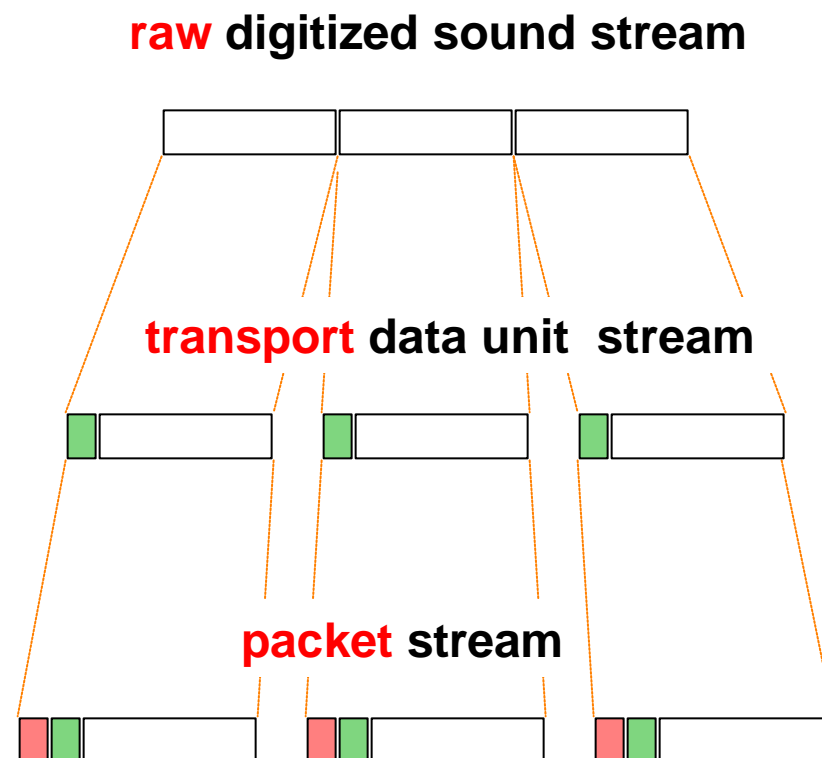 raw digitized sound stream
transport data unit  stream
packet stream